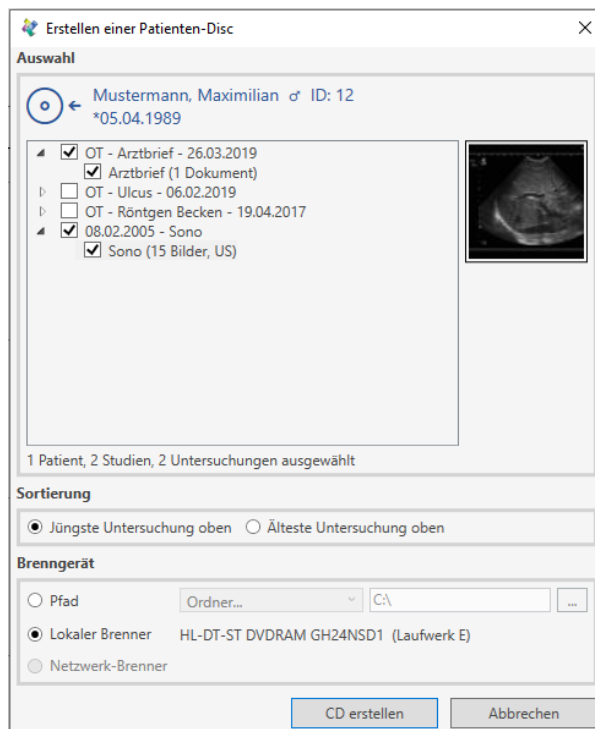 Erstellen einer Patienten-Disc
Auswahl
Mustermann, Maximilian ♂ ID: 12
*05.04.1989
OT - Arztbrief - 26.03.2019
Arztbrief (1 Dokument)
OT - Ulcus - 06.02.2019
OT - Röntgen Becken - 19.04.2017
08.02.2005 - Sono
Sono (15 Bilder, US)
1 Patient, 2 Studien, 2 Untersuchungen ausgewählt
Sortierung
Jüngste Untersuchung oben Älteste Untersuchung oben
Brenngerät
Pfad Ordner... C:\ ...
Lokaler Brenner HL-DT-ST DVDRAM GH24NSD1 (Laufwerk E)
Netzwerk-Brenner
CD erstellen Abbrechen